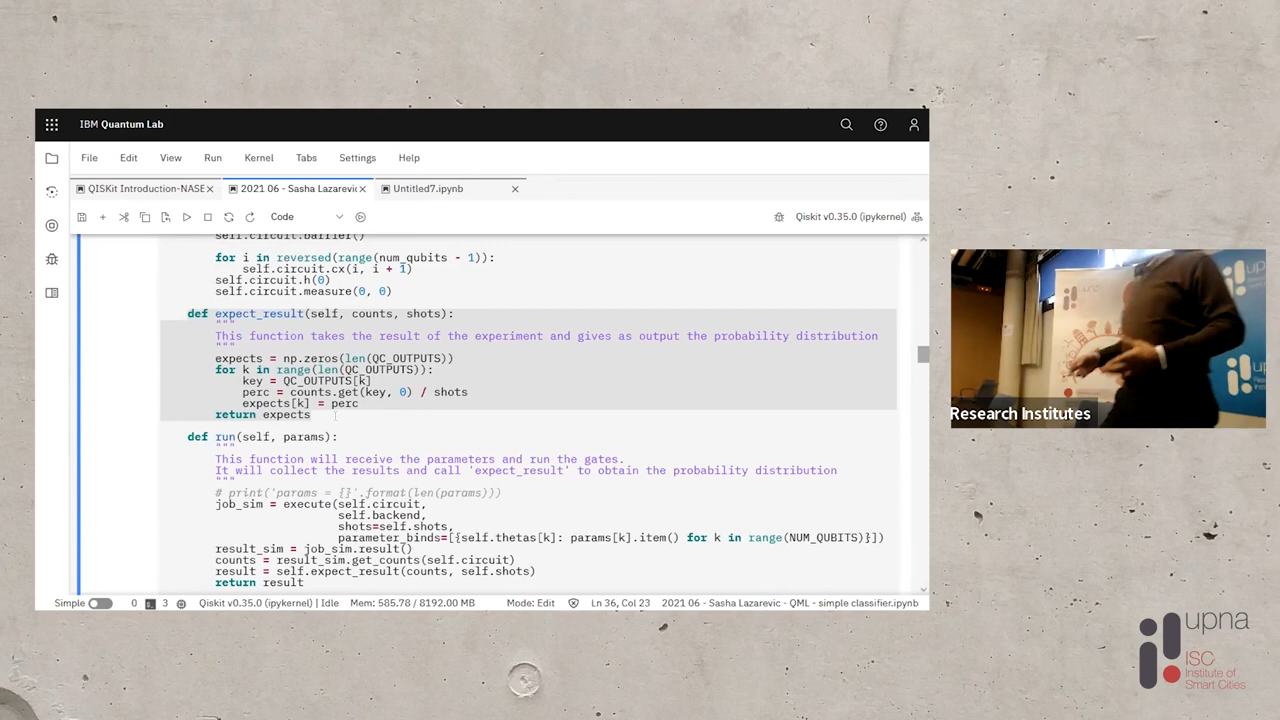 IBM Quantum Lab
File Edit View Run Kernel Tabs Settings Help
QISKit Introduction-NASE
2021 06 - Sasha Lazarevic
Untitled7.ipynb
Code
Qiskit v0.35.0 (ipykernel)
self.circuit.barrier()
for i in reversed(range(num_qubits - 1)):
self.circuit.cx(i, i + 1)
self.circuit.h(0)
self.circuit.measure(0, 0)
def expect_result(self, counts, shots):
"""
This function takes the result of the experiment and gives as output the probability distribution
"""
expects = np.zeros(len(QC_OUTPUTS))
for k in range(len(QC_OUTPUTS)):
key = QC_OUTPUTS[k]
perc = counts.get(key, 0) / shots
expects[k] = perc
return expects
def run(self, params):
"""
This function will receive the parameters and run the gates.
It will collect the results and call 'expect_result' to obtain the probability distribution
"""
# print('params = {}'.format(len(params)))
job_sim = execute(self.circuit,
self.backend,
shots=self.shots,
parameter_binds=[{self.thetas[k]: params[k].item() for k in range(NUM_QUBITS)}])
result_sim = job_sim.result()
counts = result_sim.get_counts(self.circuit)
result = self.expect_result(counts, self.shots)
return result
Simple 0 3 Qiskit v0.35.0 (ipykernel) | Idle Mem: 585.78 / 8192.00 MB Mode: Edit Ln 36, Col 23 2021 06 - Sasha Lazarevic - QML - simple classifier.ipynb
Research Institutes
upna
ISC
Institute of
Smart Cities